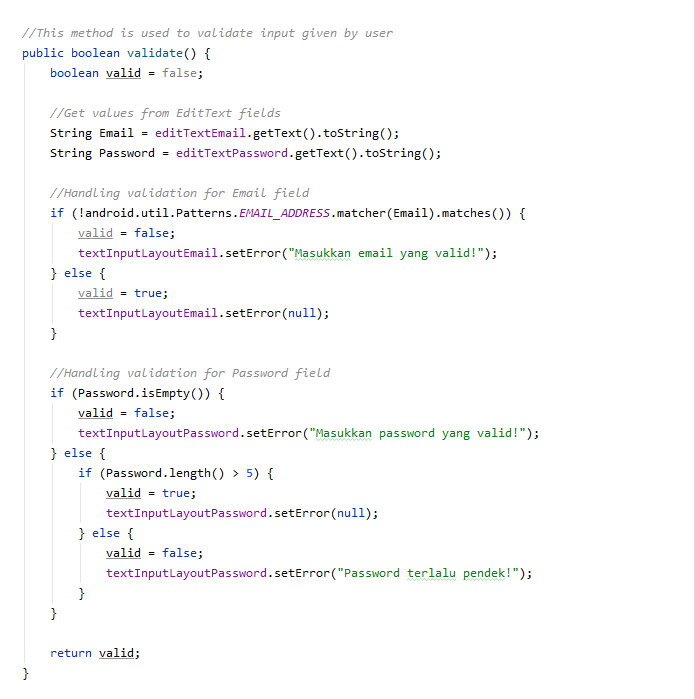 //This method is used to validate input given by user
public boolean validate() {
    boolean valid = false;

    //Get values from EditText fields
    String Email = editTextEmail.getText().toString();
    String Password = editTextPassword.getText().toString();

    //Handling validation for Email field
    if (!android.util.Patterns.EMAIL_ADDRESS.matcher(Email).matches()) {
        valid = false;
        textInputLayoutEmail.setError("Masukkan email yang valid!");
    } else {
        valid = true;
        textInputLayoutEmail.setError(null);
    }

    //Handling validation for Password field
    if (Password.isEmpty()) {
        valid = false;
        textInputLayoutPassword.setError("Masukkan password yang valid!");
    } else {
        if (Password.length() > 5) {
            valid = true;
            textInputLayoutPassword.setError(null);
        } else {
            valid = false;
            textInputLayoutPassword.setError("Password terlalu pendek!");
        }
    }

    return valid;
}